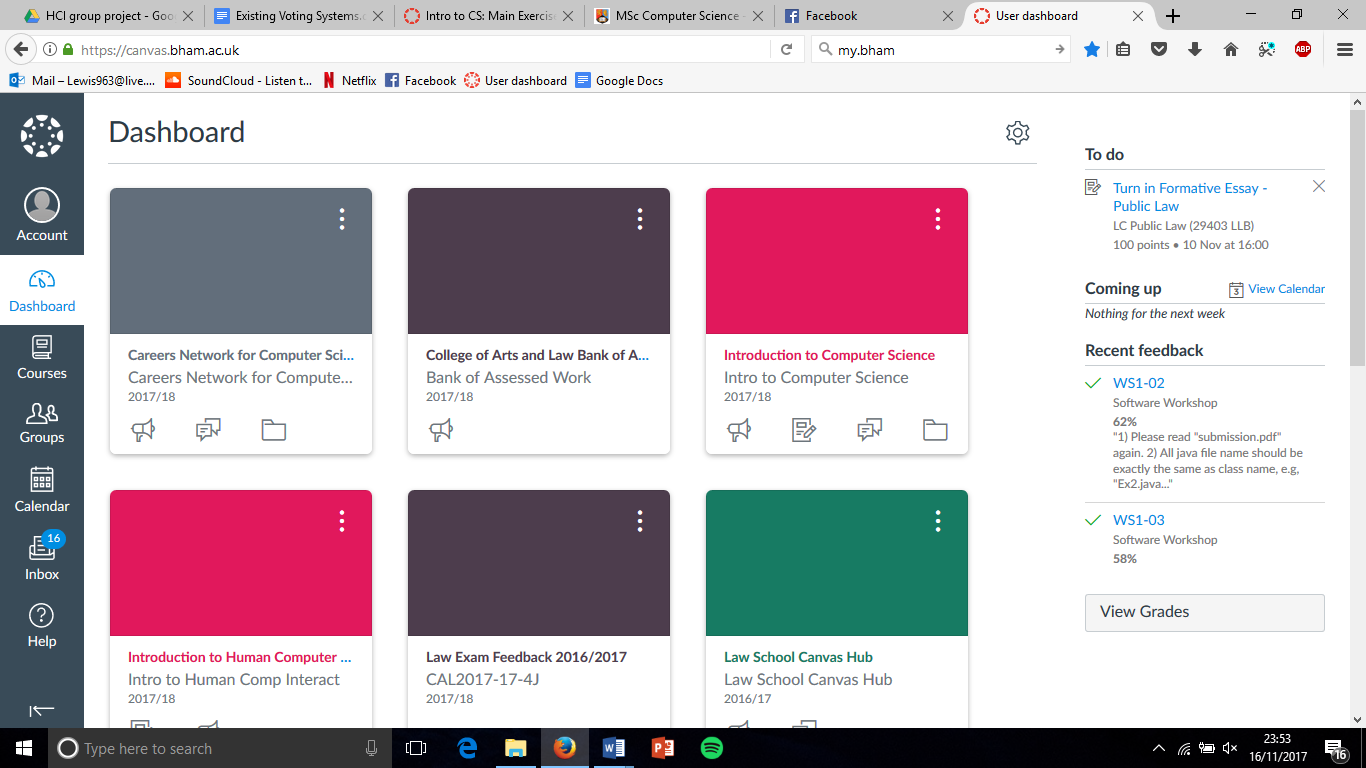 HCI group project - Goo
Existing Voting Systems.d
Intro to CS: Main Exercise
MSc Computer Science -
Facebook
User dashboard
https://canvas.bham.ac.uk
my.bham
ABP
Mail – Lewis963@live....
SoundCloud - Listen t...
Netflix
Facebook
User dashboard
Google Docs
Account
Dashboard
Courses
Groups
Calendar
16
Inbox
Help
Dashboard
Careers Network for Computer Sci...
Careers Network for Compute...
2017/18
College of Arts and Law Bank of A...
Bank of Assessed Work
2017/18
Introduction to Computer Science
Intro to Computer Science
2017/18
Introduction to Human Computer ...
Intro to Human Comp Interact
2017/18
Law Exam Feedback 2016/2017
CAL2017-17-4J
2017/18
Law School Canvas Hub
Law School Canvas Hub
2016/17
To do
Turn in Formative Essay -
Public Law
LC Public Law (29403 LLB)
100 points • 10 Nov at 16:00
Coming up
3 View Calendar
Nothing for the next week
Recent feedback
WS1-02
Software Workshop
62%
"1) Please read "submission.pdf"
again. 2) All java file name should be
exactly the same as class name, e.g,
"Ex2.java..."
WS1-03
Software Workshop
58%
View Grades
Type here to search
23:53
16/11/2017
16